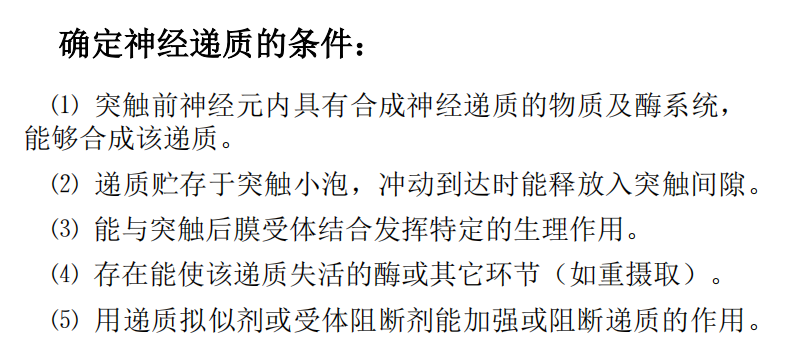 确定神经递质的条件：
⑴ 突触前神经元内具有合成神经递质的物质及酶系统，
能够合成该递质。
⑵ 递质贮存于突触小泡，冲动到达时能释放入突触间隙。
⑶ 能与突触后膜受体结合发挥特定的生理作用。
⑷ 存在能使该递质失活的酶或其它环节（如重摄取）。
⑸ 用递质拟似剂或受体阻断剂能加强或阻断递质的作用。